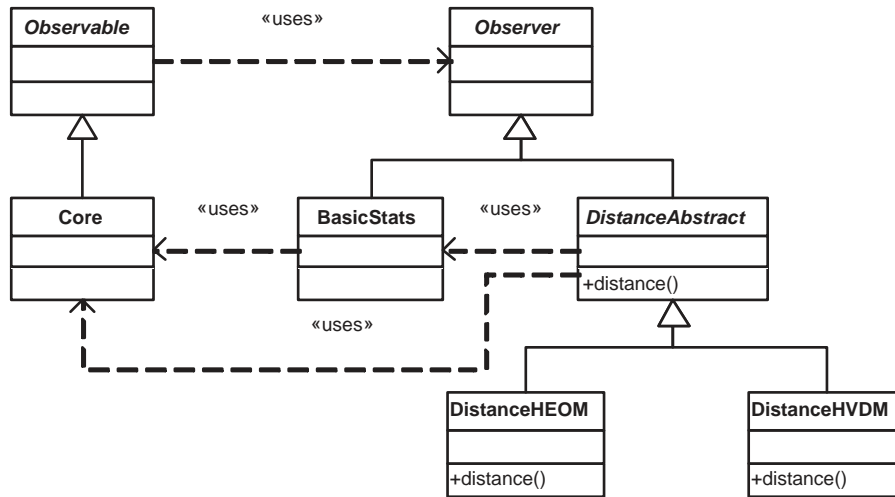 Observable
«uses»
Observer
Core
«uses»
BasicStats
«uses»
DistanceAbstract
+distance()
«uses»
DistanceHEOM
DistanceHVDM
+distance()
+distance()